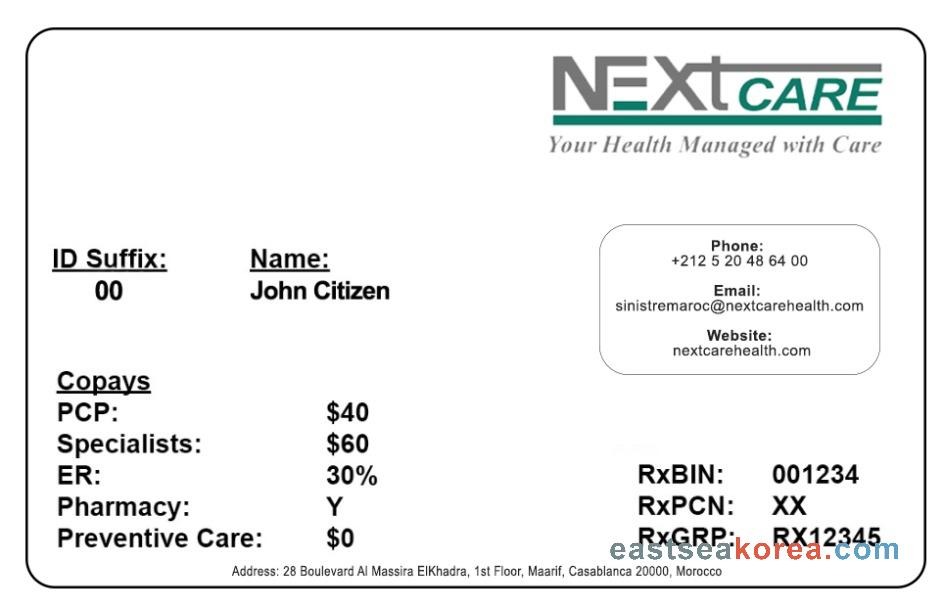 NEXtCARE
Your Health Managed with Care
ID Suffix: Name:
00 John Citizen
Phone:
+212 5 20 48 64 00
Email:
sinistremaroc@nextcarehealth.com
Website:
nextcarehealth.com
Copays
PCP: $40
Specialists: $60
ER: 30%
Pharmacy: Y
Preventive Care: $0
RxBIN: 001234
RxPCN: XX
RxGRP: RX12345
eastseakorea.com
Address: 28 Boulevard Al Massira ElKhadra, 1st Floor, Maarif, Casablanca 20000, Morocco